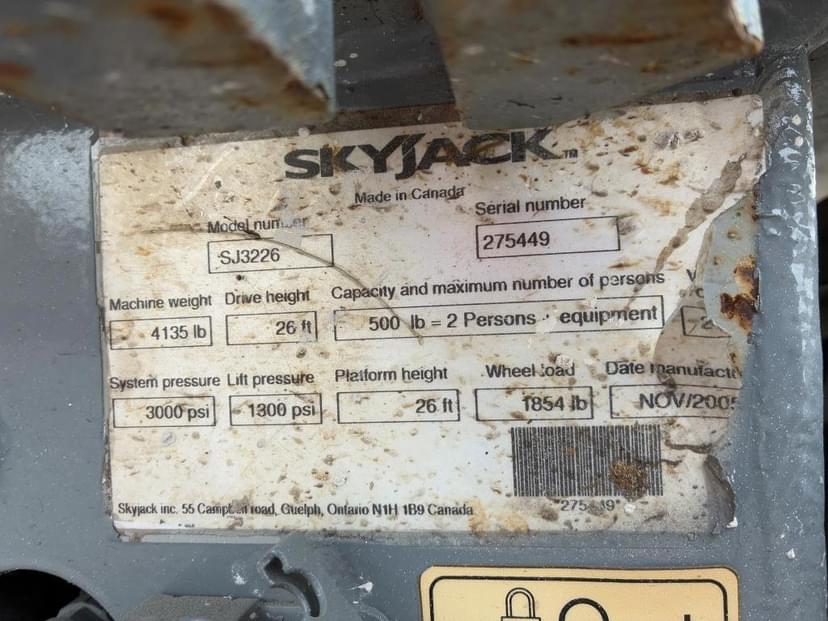 SKYJACK™
Made in Canada
Model number
Serial number
SJ3226
275449
Machine weight
Drive height
Capacity and maximum number of persons
4135 lb
26 ft
500 lb = 2 Persons + equipment
System pressure
Lift pressure
Platform height
Wheel load
Date
3000 psi
1300 psi
26 ft
1854 lb
NOV/2005
Skyjack inc. 55 road, Guelph, Ontario N1H 1B9 Canada